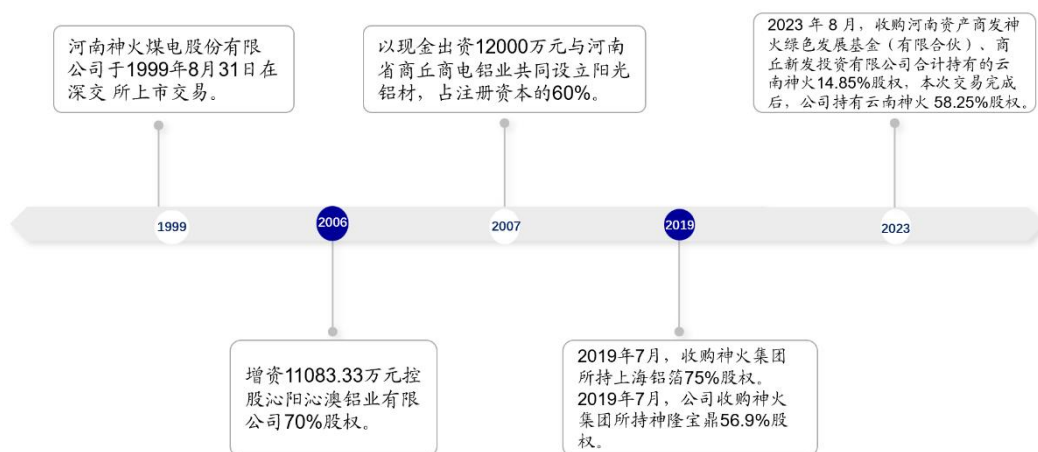 河南神火煤电股份有限
公司于1999年8月31日在
深交 所上市交易。
以现金出资12000万元与河南
省商丘商电铝业共同设立阳光
铝材，占注册资本的60%。
2023 年 8 月，收购河南资产商发神
火绿色发展基金（有限合伙）、商
丘新发投资有限公司合计持有的云
南神火14.85%股权，本次交易完成
后，公司持有云南神火 58.25%股权。
1999
2006
2007
2019
2023
增资11083.33万元控
股沁阳沁澳铝业有限
公司70%股权。
2019年7月，收购神火集团
所持上海铝箔75%股权。
2019年7月，公司收购神火
集团所持神隆宝鼎56.9%股
权。